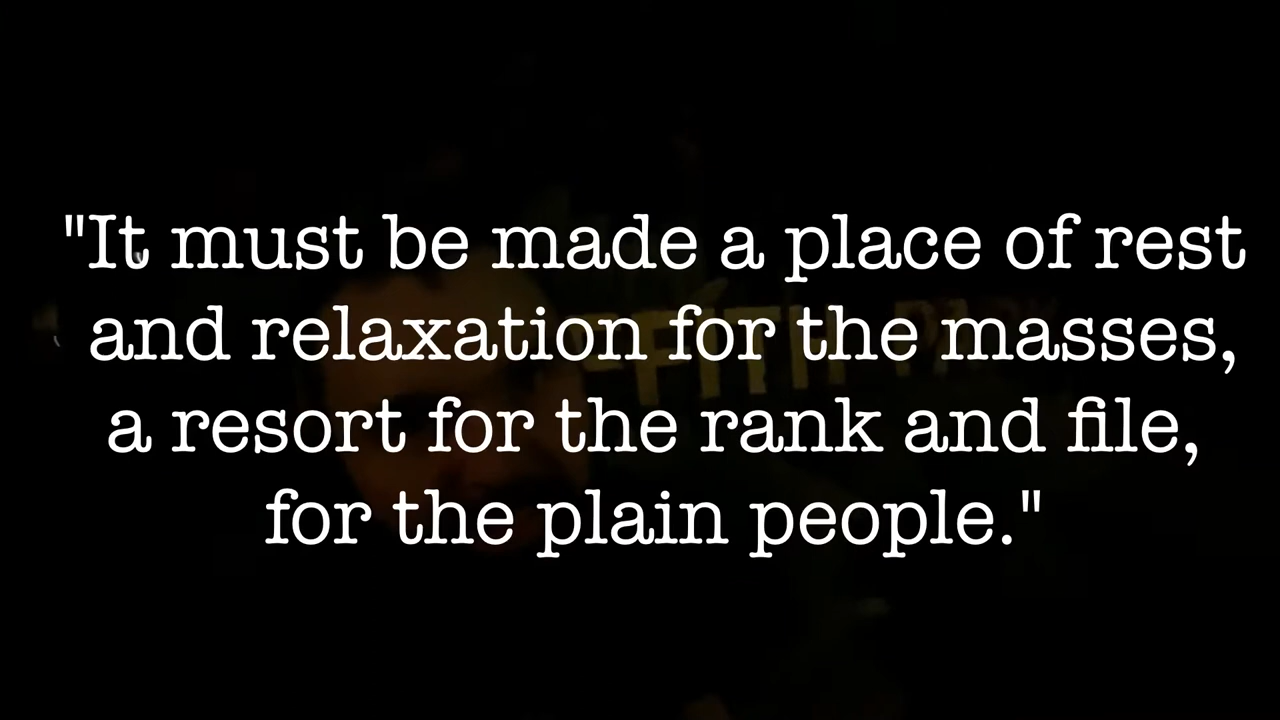 "It must be made a place of rest
and relaxation for the masses,
a resort for the rank and file,
for the plain people."